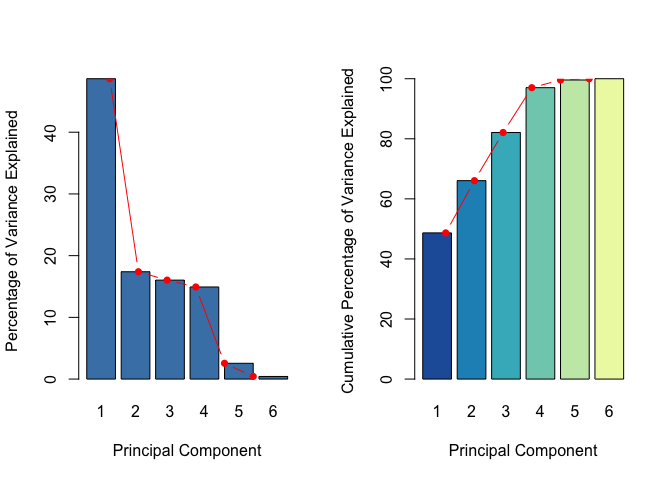 Percentage of Variance Explained
40
30
20
10
0
1 2 3 4 5 6
Principal Component
Cumulative Percentage of Variance Explained
100
80
60
40
20
0
1 2 3 4 5 6
Principal Component